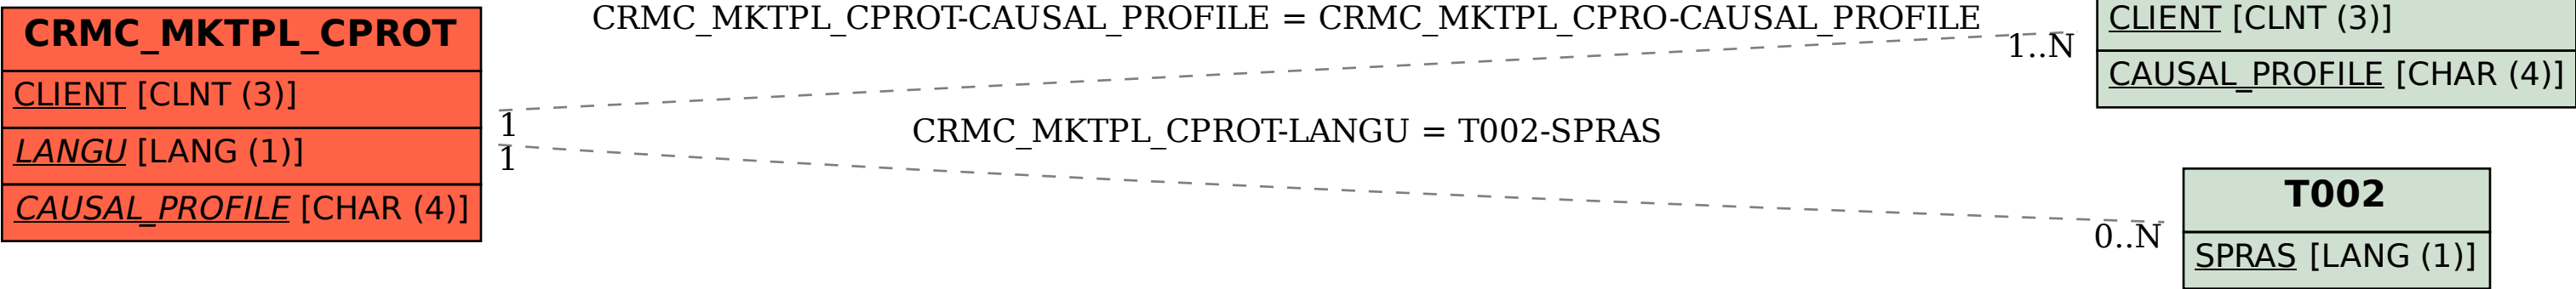 CRMC_MKTPL_CPROT
CLIENT [CLNT (3)]
LANGU [LANG (1)]
CAUSAL_PROFILE [CHAR (4)]
CRMC_MKTPL_CPROT-CAUSAL_PROFILE = CRMC_MKTPL_CPRO-CAUSAL_PROFILE
1..N
1
CRMC_MKTPL_CPROT-LANGU = T002-SPRAS
1
0..N
CLIENT [CLNT (3)]
CAUSAL_PROFILE [CHAR (4)]
T002
SPRAS [LANG (1)]